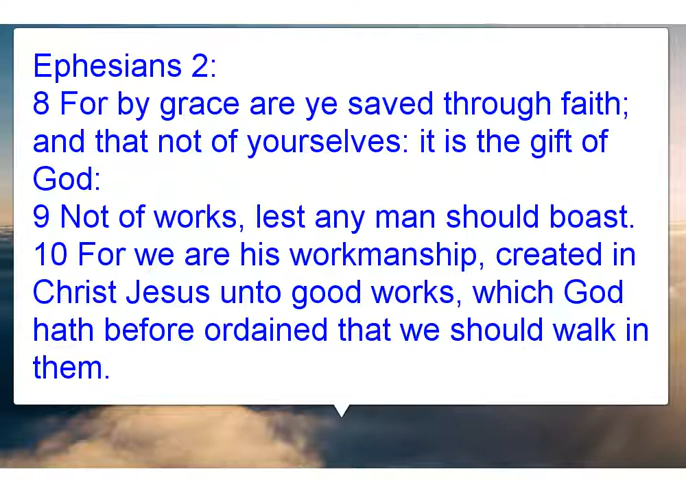 Ephesians 2:
8 For by grace are ye saved through faith;
and that not of yourselves: it is the gift of
God:
9 Not of works, lest any man should boast.
10 For we are his workmanship, created in
Christ Jesus unto good works, which God
hath before ordained that we should walk in
them.